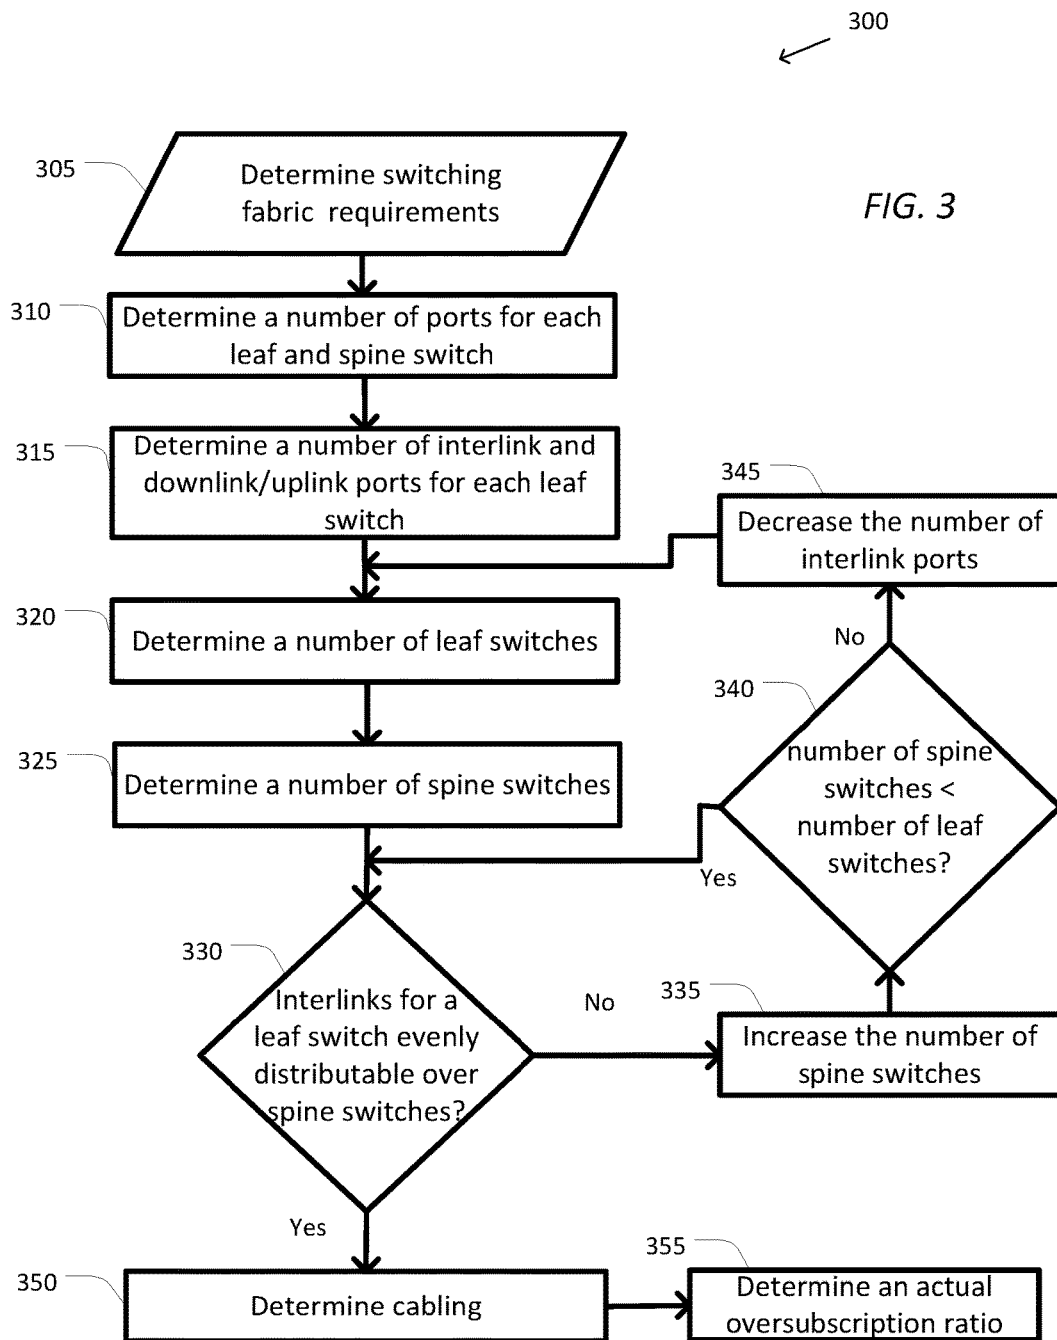 300
305
Determine switching
fabric requirements
FIG. 3
310
Determine a number of ports for each
leaf and spine switch
315
Determine a number of interlink and
downlink/uplink ports for each leaf
switch
345
Decrease the number of
interlink ports
320
Determine a number of leaf switches
No
340
number of spine
switches <
number of leaf
switches?
325
Determine a number of spine switches
Yes
330
Interlinks for a
leaf switch evenly
distributable over
spine switches?
No
335
Increase the number of
spine switches
Yes
350
Determine cabling
355
Determine an actual
oversubscription ratio